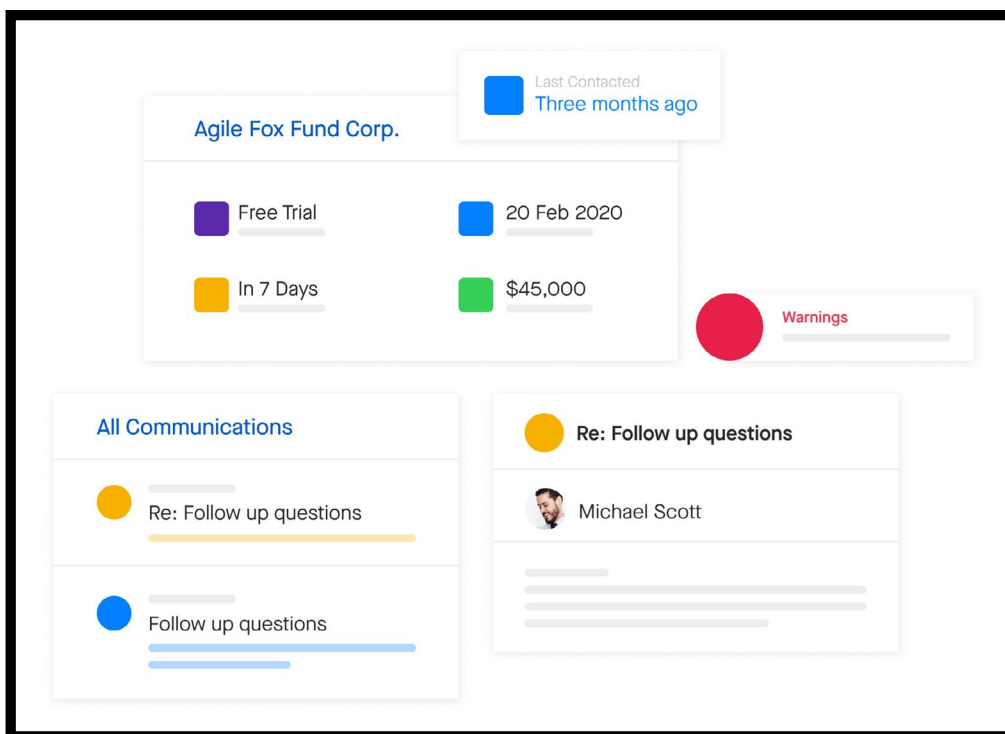 Last Contacted
Three months ago
Agile Fox Fund Corp.
Free Trial
20 Feb 2020
In 7 Days
$45,000
Warnings
All Communications
Re: Follow up questions
Follow up questions
Re: Follow up questions
Michael Scott